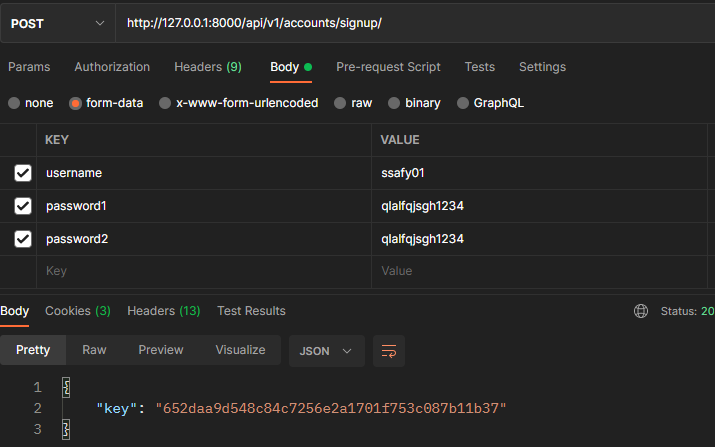 POST http://127.0.0.1:8000/api/v1/accounts/signup/
Params Authorization Headers (9) Body Pre-request Script Tests Settings
none form-data x-www-form-urlencoded raw binary GraphQL
KEY VALUE
username ssafy01
password1 qlalfqjsgh1234
password2 qlalfqjsgh1234
Key Value
Body Cookies (3) Headers (13) Test Results Status: 20
Pretty Raw Preview Visualize JSON
1 {
2 "key": "652daa9d548c84c7256e2a1701f753c087b11b37"
3 }